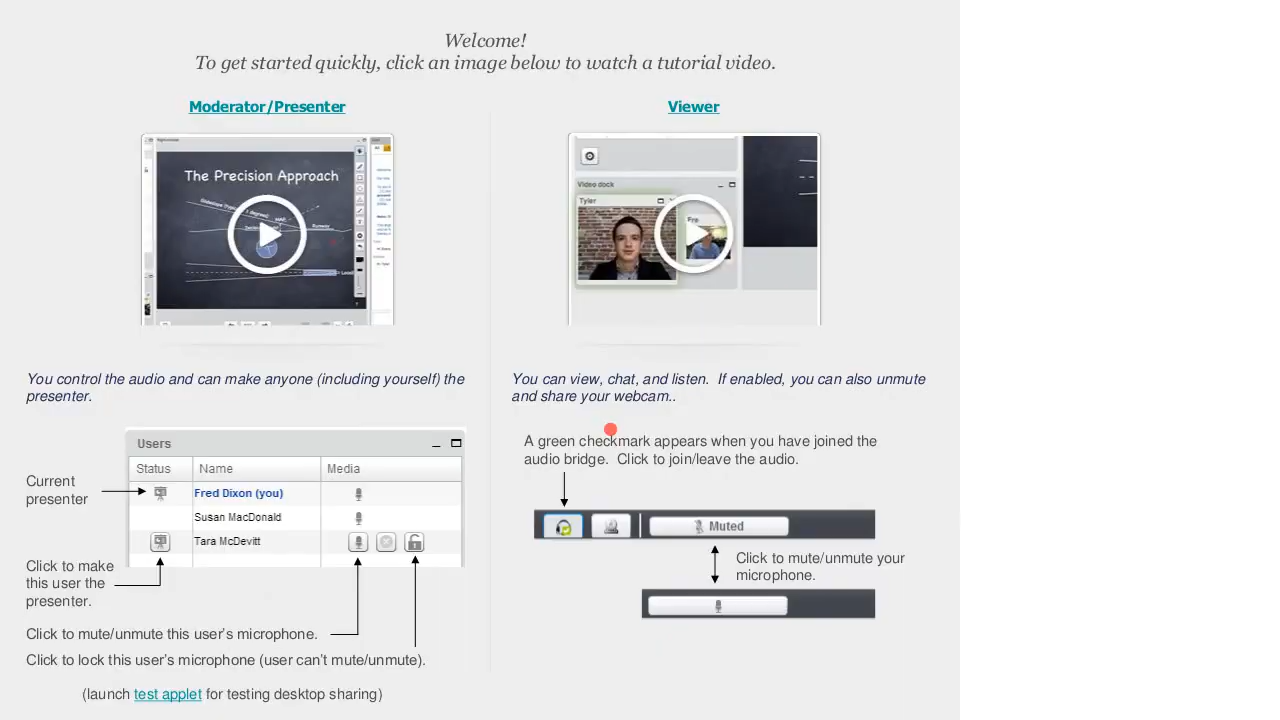 Welcome!
To get started quickly, click an image below to watch a tutorial video.
Moderator/Presenter
The Precision Approach
Runway
You control the audio and can make anyone (including yourself) the
presenter.
Users
Status Name Media
Current
presenter
Fred Dixon (you)
Susan MacDonald
Tara McDevitt
Click to make
this user the
presenter.
Click to mute/unmute this user's microphone.
Click to lock this user's microphone (user can't mute/unmute).
(launch test applet for testing desktop sharing)
Viewer
Video dock
Tyler
Fre
You can view, chat, and listen.  If enabled, you can also unmute
and share your webcam..
A green checkmark appears when you have joined the
audio bridge.  Click to join/leave the audio.
Muted
Click to mute/unmute your
microphone.